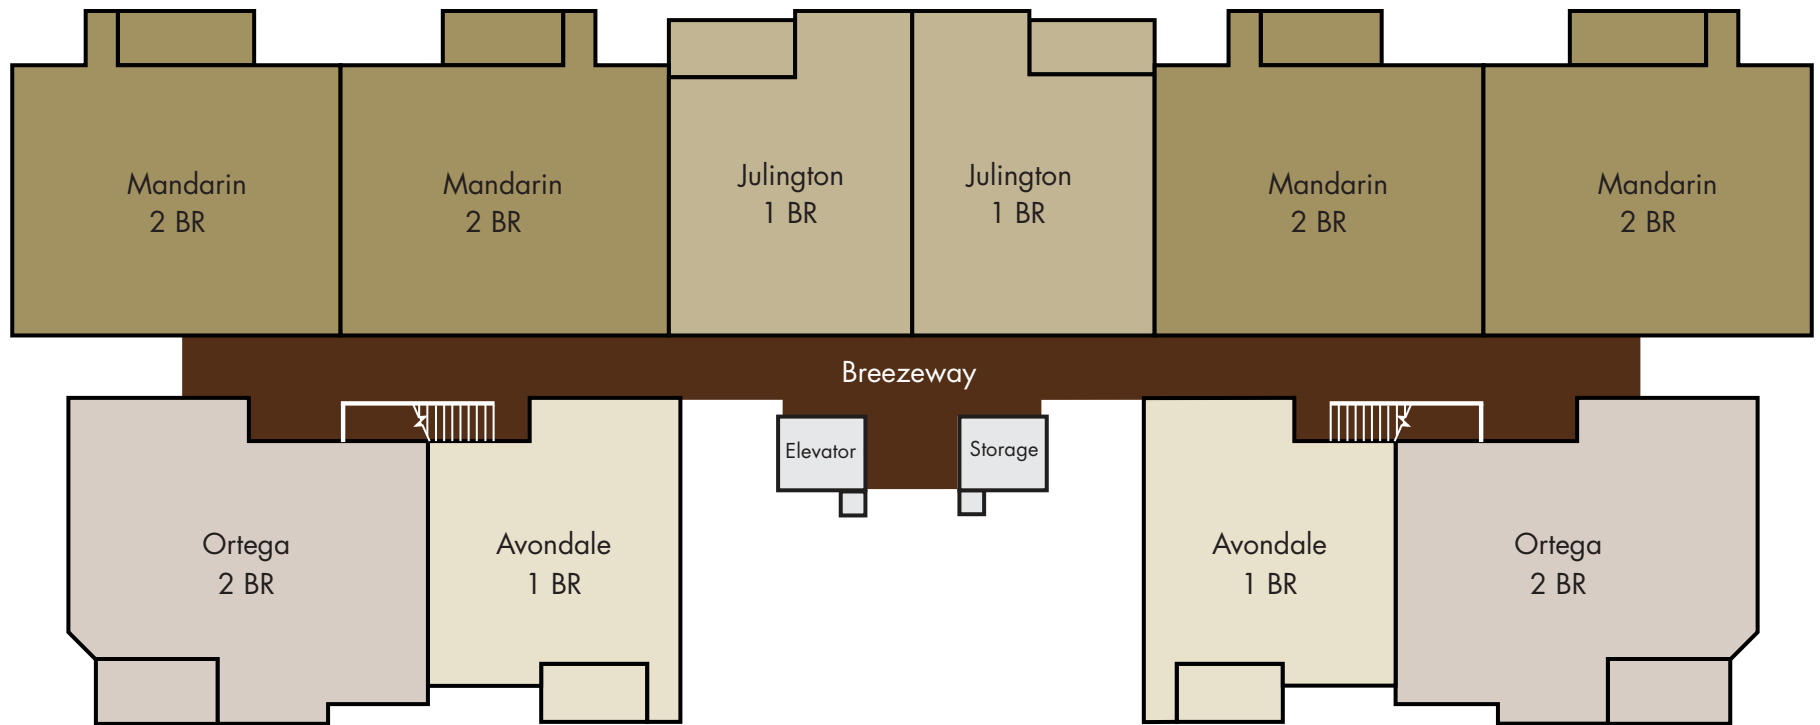 Mandarin
2 BR
Mandarin
2 BR
Julington
1 BR
Julington
1 BR
Mandarin
2 BR
Mandarin
2 BR
Breezeway
Elevator
Storage
Ortega
2 BR
Avondale
1 BR
Avondale
1 BR
Ortega
2 BR